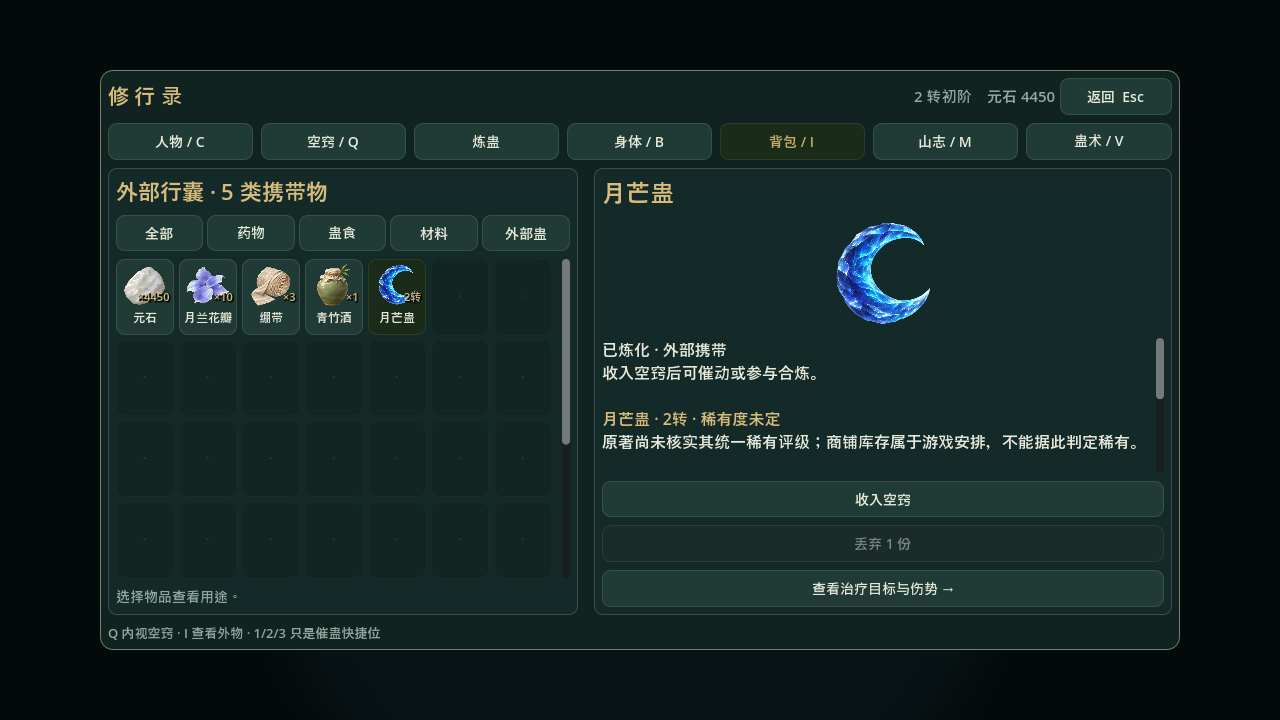 修行录
2 转初阶 元石 4450 返回 Esc
人物 / C 空窍 / Q 炼蛊 身体 / B 背包 / I 山志 / M 蛊术 / V
外部行囊 · 5 类携带物
全部 药物 蛊食 材料 外部蛊
×4450 ×10 ×3 ×1 2转
元石 月兰花瓣 绷带 青竹酒 月芒蛊
选择物品查看用途。
月芒蛊
已炼化 · 外部携带
收入空窍后可催动或参与合炼。
月芒蛊 · 2转 · 稀有度未定
原著尚未核实其统一稀有评级；商铺库存属于游戏安排，不能据此判定稀有。
收入空窍
丢弃 1 份
查看治疗目标与伤势 →
Q 内视空窍 · I 查看外物 · 1/2/3 只是催蛊快捷位